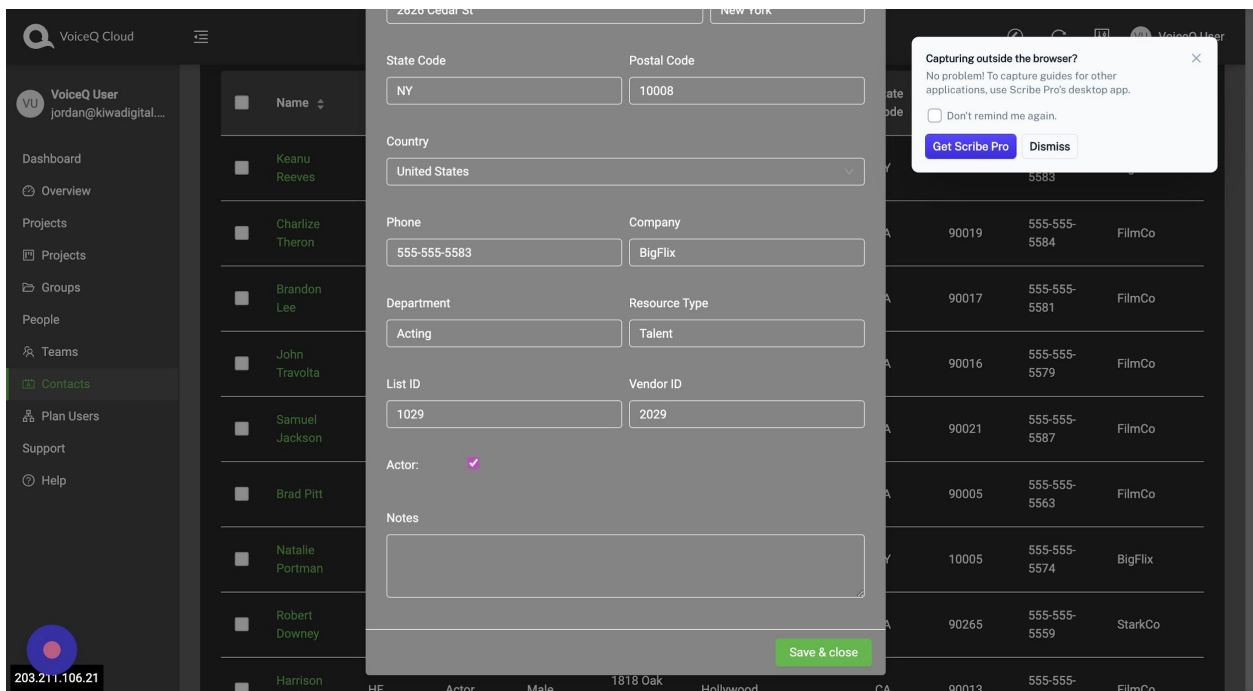 VoiceQ Cloud
VoiceQ User
VU
VoiceQ User
jordan@kiwadigital....
Dashboard
Overview
Projects
Projects
Groups
People
Teams
Contacts
Plan Users
Support
Help
203.211.106.21
Name
Keanu
Reeves
Charlize
Theron
Brandon
Lee
John
Travolta
Samuel
Jackson
Brad Pitt
Natalie
Portman
Robert
Downey
Harrison
HF
Actor
Male
1818 Oak
Hollywood
CA
90013
555-555-
FilmCo
2626 Cedar St
New York
State Code
Postal Code
NY
10008
Country
United States
Phone
Company
555-555-5583
BigFlix
Department
Resource Type
Acting
Talent
List ID
Vendor ID
1029
2029
Actor:
Notes
Save & close
Capturing outside the browser?
No problem! To capture guides for other
applications, use Scribe Pro's desktop app.
Don't remind me again.
Get Scribe Pro
Dismiss
5583
90019
555-555-
5584
FilmCo
90017
555-555-
5581
FilmCo
90016
555-555-
5579
FilmCo
90021
555-555-
5587
FilmCo
90005
555-555-
5563
FilmCo
10005
555-555-
5574
BigFlix
90265
555-555-
5559
StarkCo